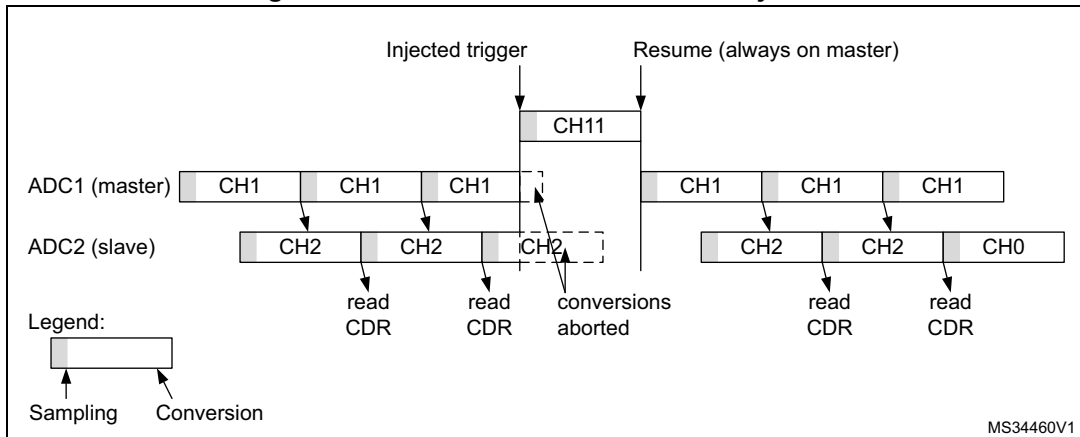 Injected trigger
Resume (always on master)
CH11
ADC1 (master)
CH1
CH1
CH1
CH1
CH1
CH1
ADC2 (slave)
CH2
CH2
CH2
CH2
CH2
CH0
read
CDR
read
CDR
conversions
aborted
read
CDR
read
CDR
Legend:
Sampling
Conversion
MS34460V1